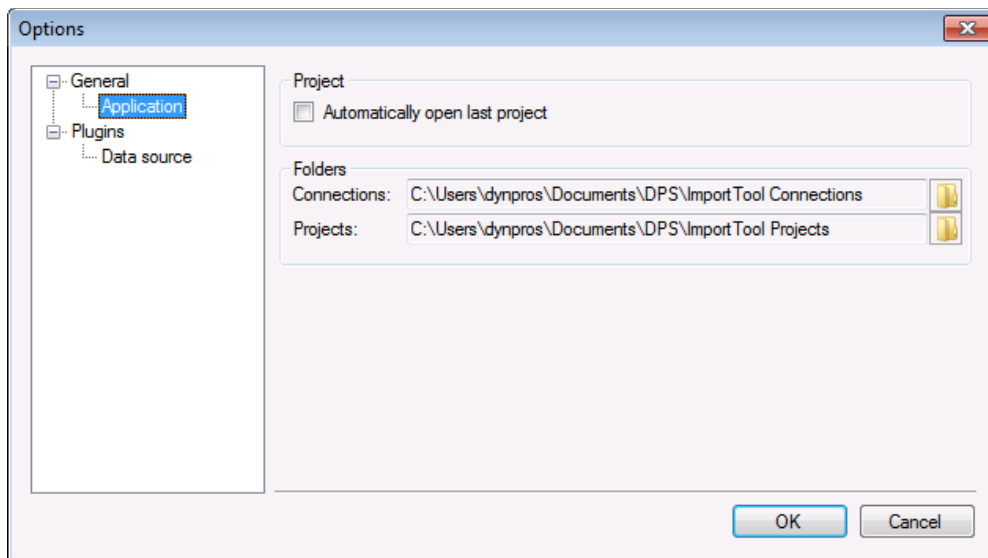 Options
General
Application
Plugins
Data source
Project
Automatically open last project
Folders
Connections: C:\Users\dynpros\Documents\DPS\ImportTool Connections
Projects: C:\Users\dynpros\Documents\DPS\ImportTool Projects
OK Cancel